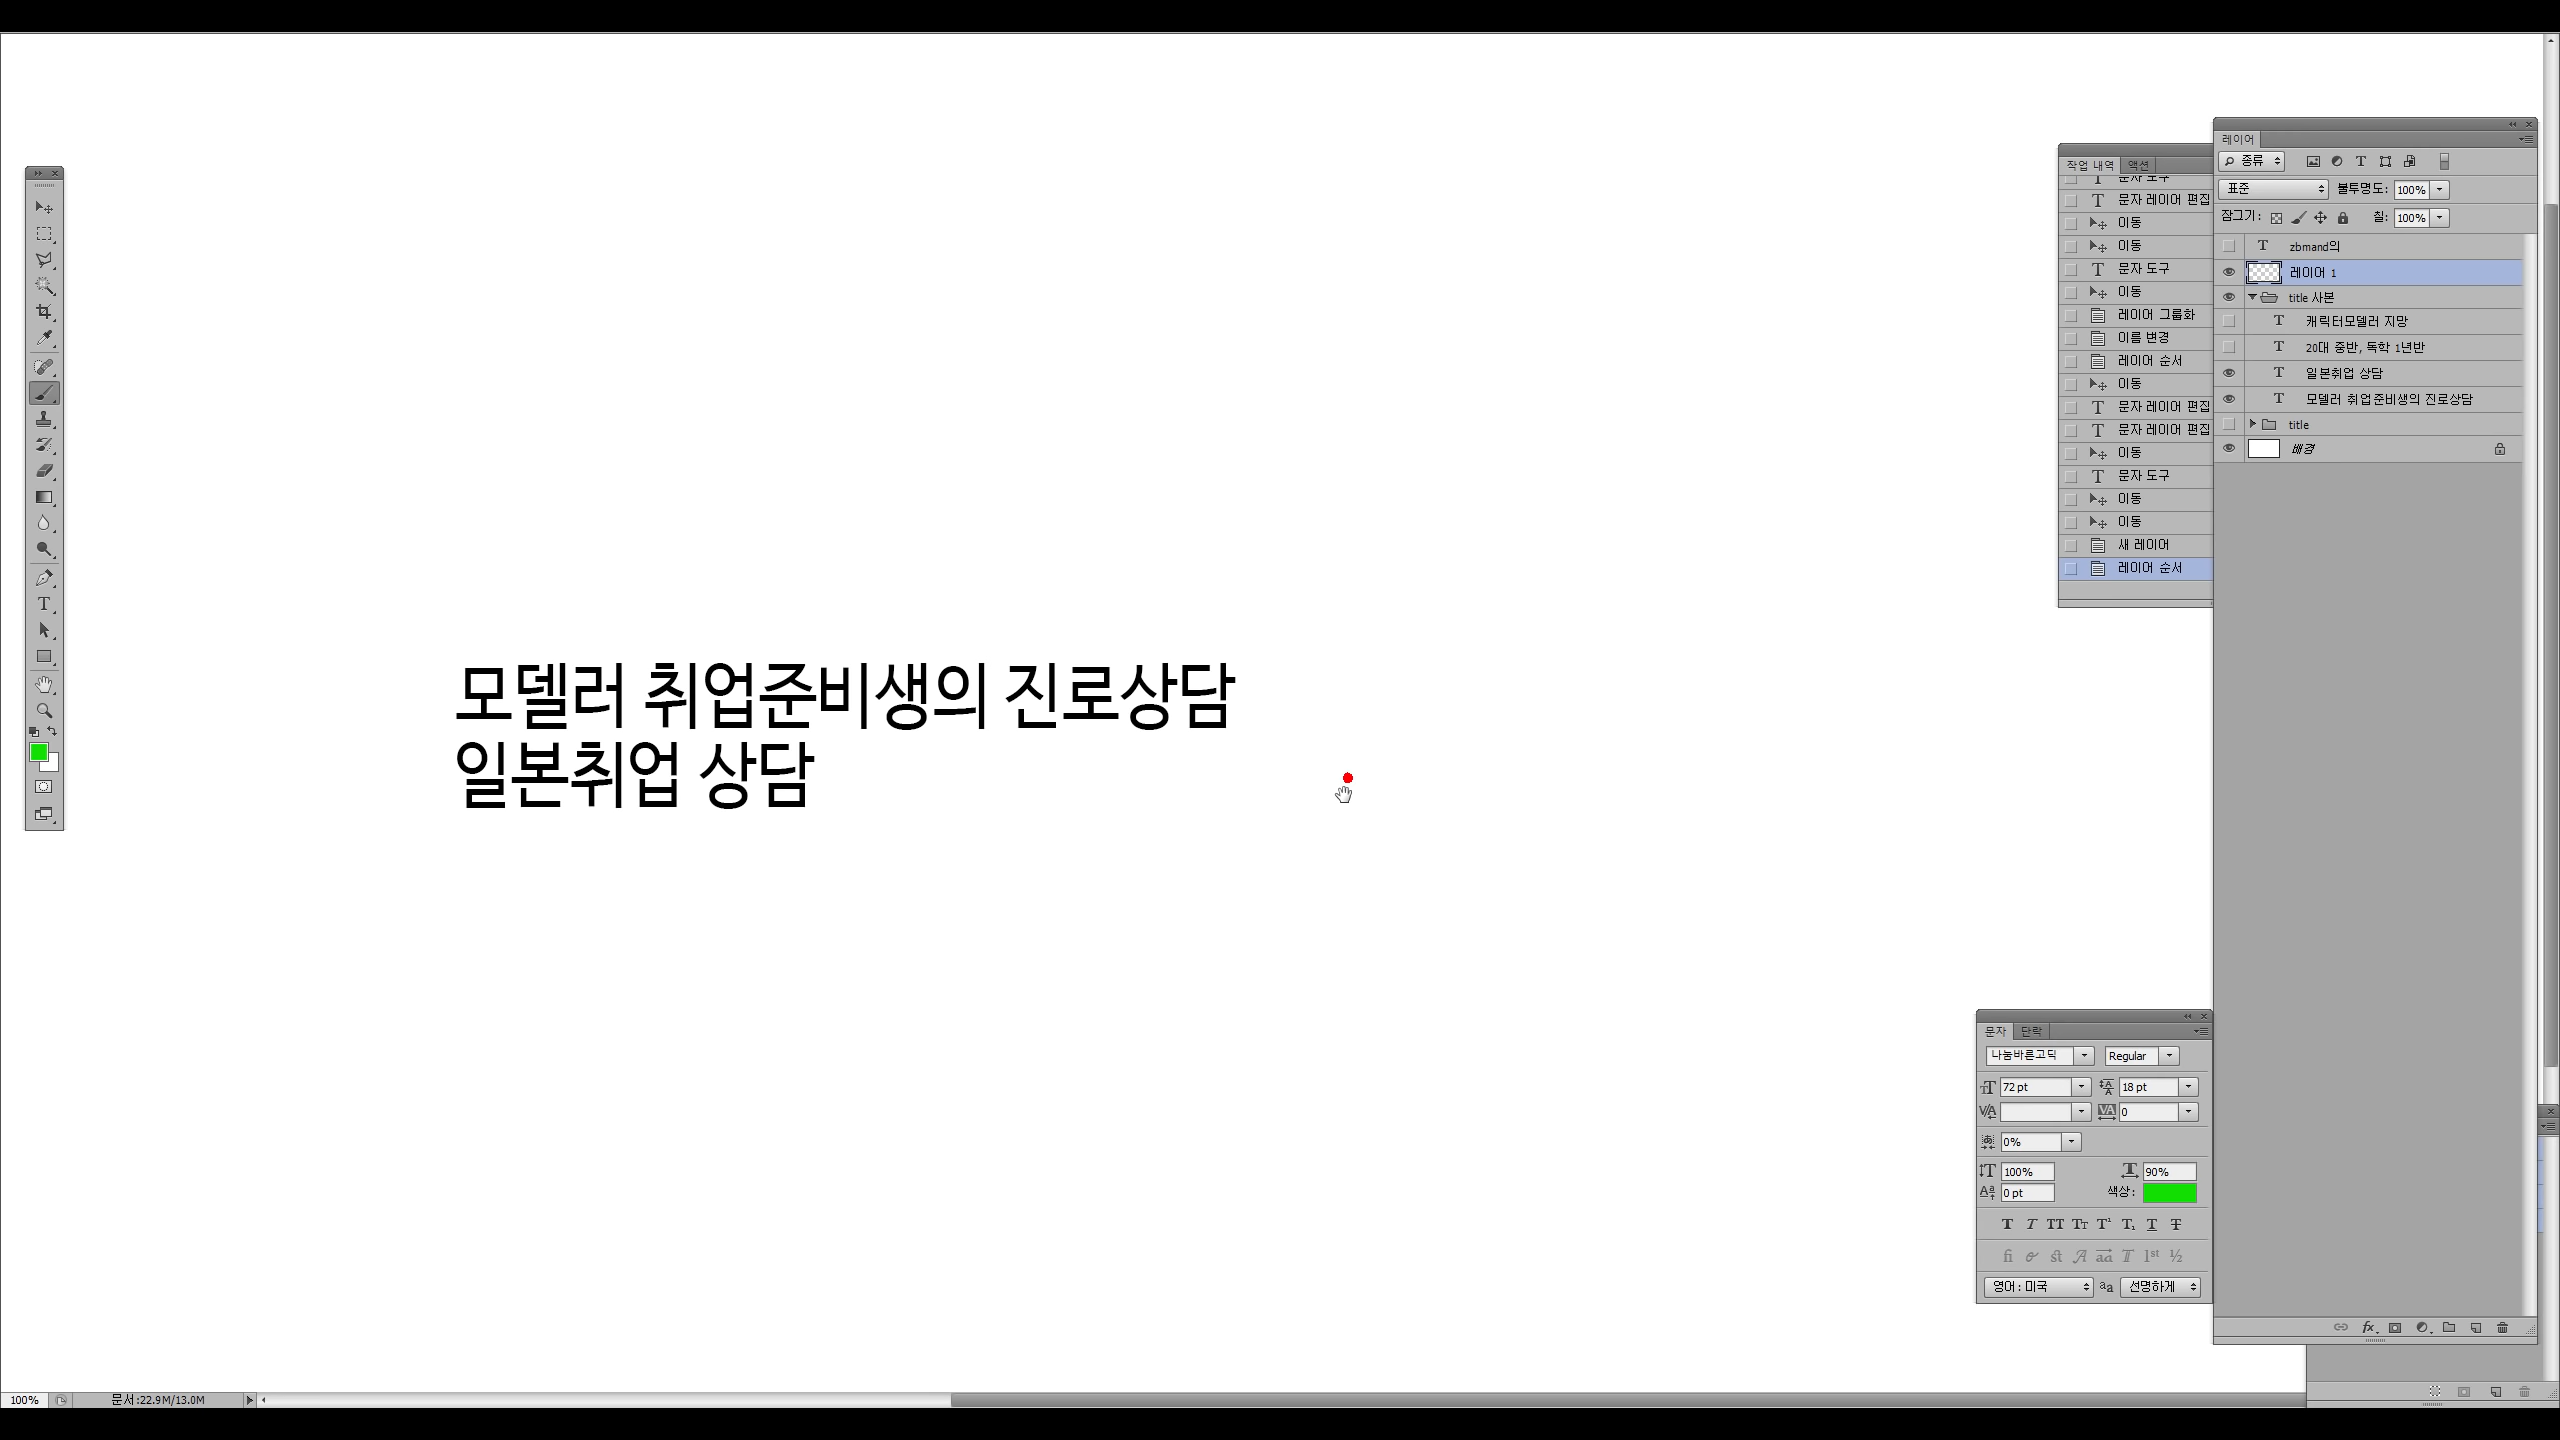 모델러 취업준비생의 진로상담
일본취업 상담
작업 내역 액션
문자 도구
문자 레이어 편집
이동
이동
문자 도구
이동
레이어 그룹화
이름 변경
레이어 순서
이동
문자 레이어 편집
문자 레이어 편집
이동
문자 도구
이동
이동
새 레이어
레이어 순서
레이어
종류
표준 불투명도: 100%
잠그기: 칠: 100%
zbmand의
레이어 1
title 사본
캐릭터모델러 지망
20대 중반, 독학 1년반
일본취업 상담
모델러 취업준비생의 진로상담
title
배경
문자 단락
나눔바른고딕 Regular
72 pt 18 pt
0
0%
100% 90%
0 pt 색상:
영어: 미국 aa 선명하게
100% 문서:22.9M/13.0M